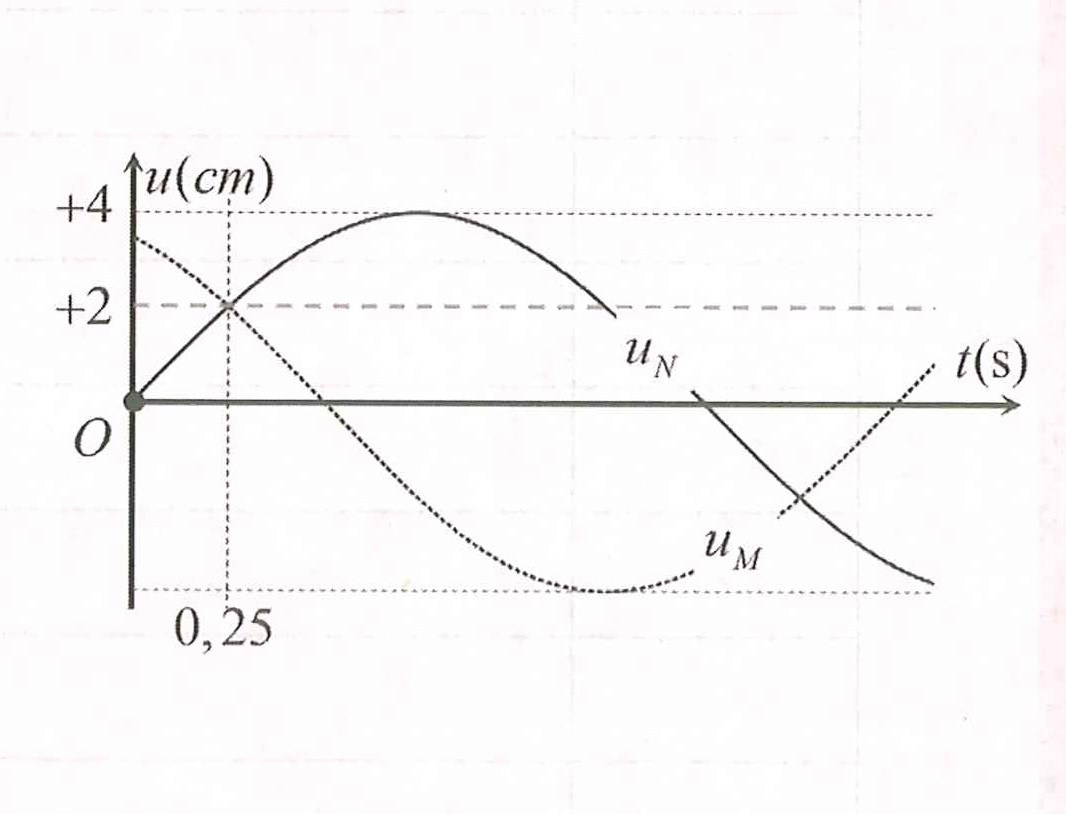 u(cm)
+4
+2
u_N
t(s)
O
u_M
0,25